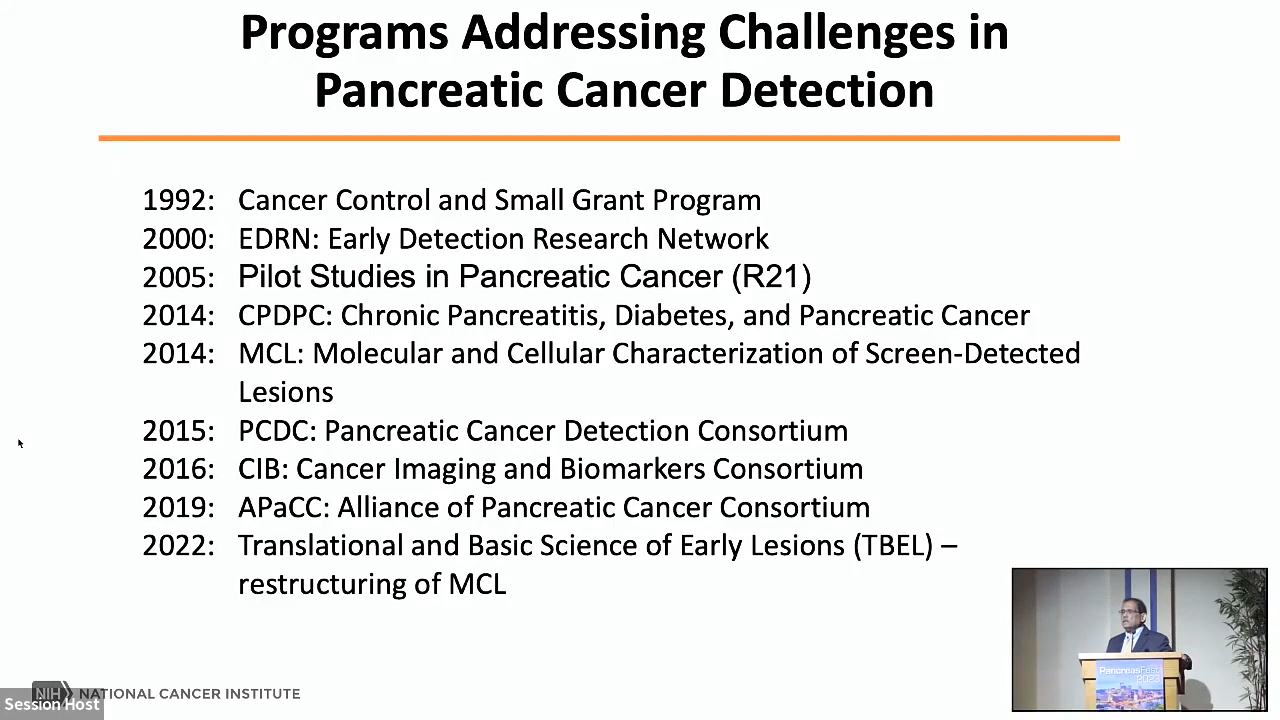 Programs Addressing Challenges in
Pancreatic Cancer Detection
1992: Cancer Control and Small Grant Program
2000: EDRN: Early Detection Research Network
2005: Pilot Studies in Pancreatic Cancer (R21)
2014: CPDPC: Chronic Pancreatitis, Diabetes, and Pancreatic Cancer
2014: MCL: Molecular and Cellular Characterization of Screen-Detected
Lesions
2015: PCDC: Pancreatic Cancer Detection Consortium
2016: CIB: Cancer Imaging and Biomarkers Consortium
2019: APaCC: Alliance of Pancreatic Cancer Consortium
2022: Translational and Basic Science of Early Lesions (TBEL) –
restructuring of MCL
PancreasFest
2023
NIH NATIONAL CANCER INSTITUTE
Session Host